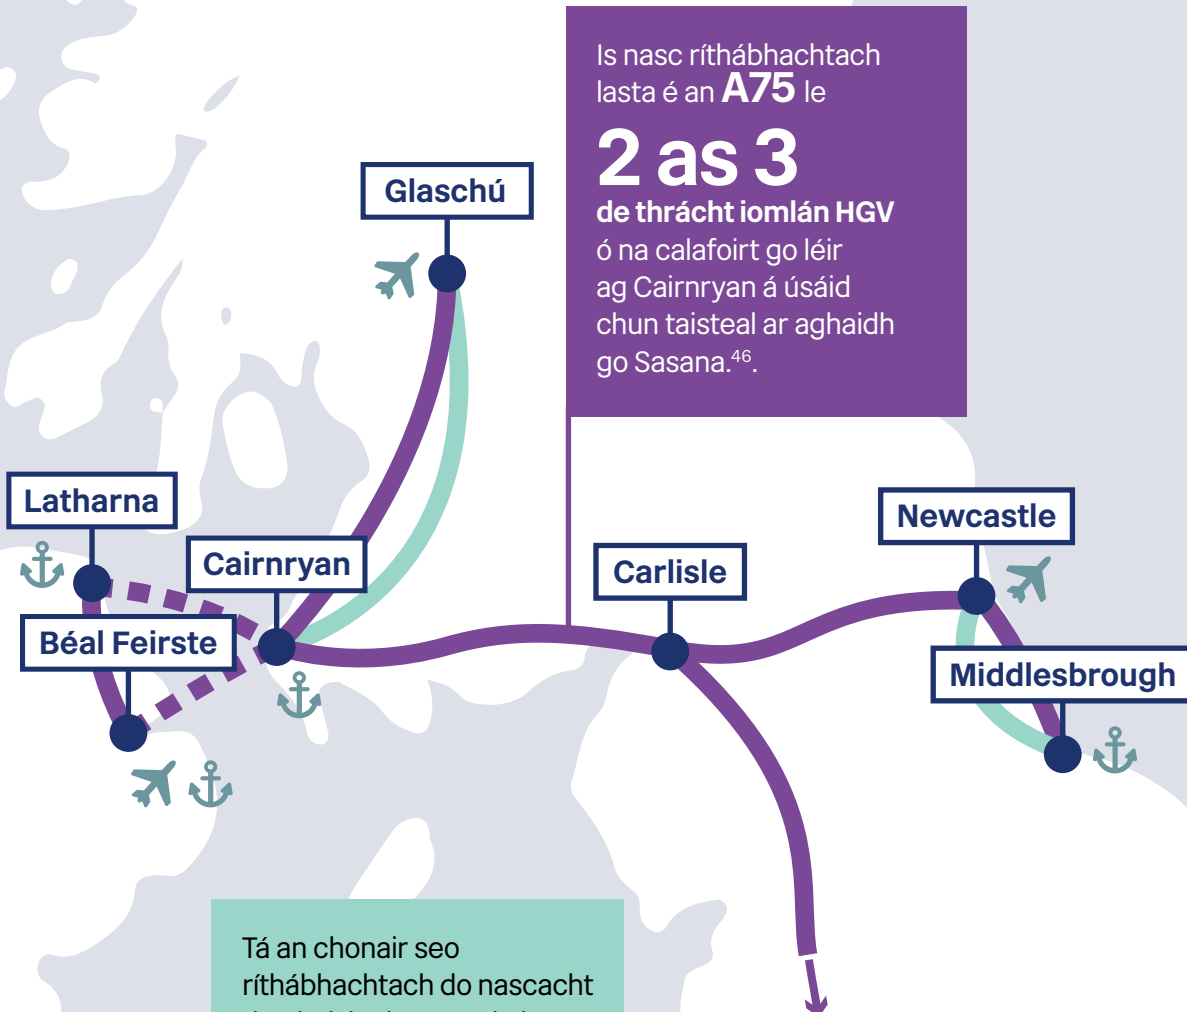 Is nasc ríthábhachtach
lasta é an A75 le
2 as 3
de thrácht iomlán HGV
ó na calafoirt go léir
ag Cairnryan á úsáid
chun taisteal ar aghaidh
go Sasana.⁴⁶.
Glaschú
Latharna
Cairnryan
Béal Feirste
Carlisle
Newcastle
Middlesbrough
Tá an chonair seo
ríthábhachtach do nascacht